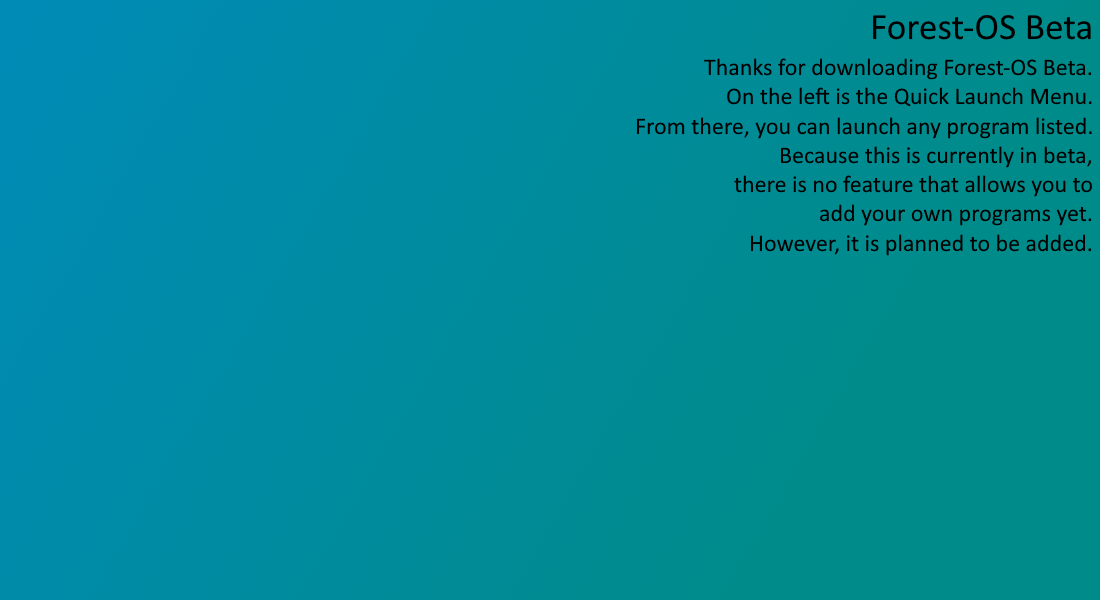 Forest-OS Beta
Thanks for downloading Forest-OS Beta.
On the left is the Quick Launch Menu.
From there, you can launch any program listed.
Because this is currently in beta,
there is no feature that allows you to
add your own programs yet.
However, it is planned to be added.